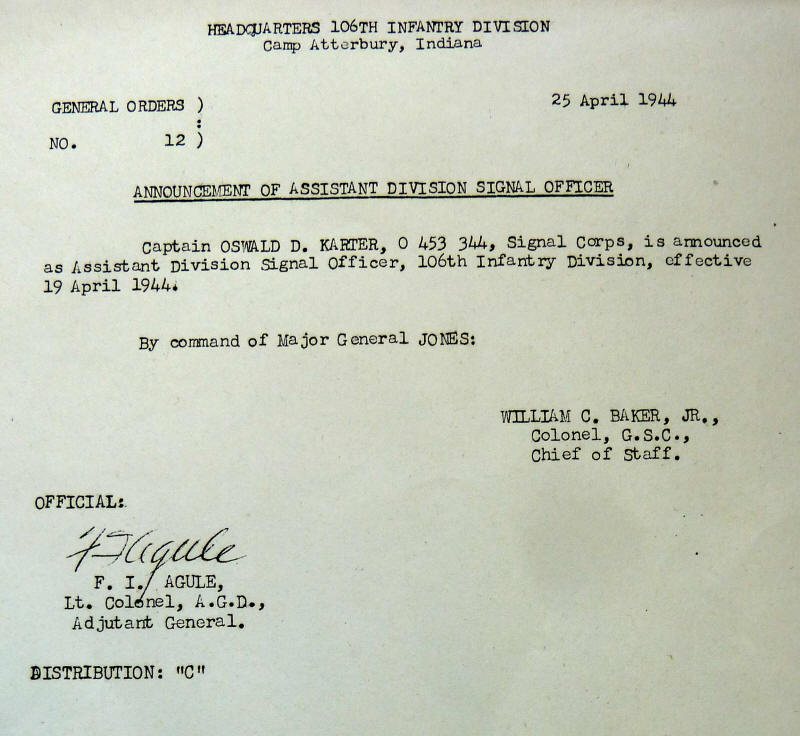 HEADQUARTERS 106TH INFANTRY DIVISION
Camp Atterbury, Indiana
25 April 1944
GENERAL ORDERS )
:
NO. 12 )
ANNOUNCEMENT OF ASSISTANT DIVISION SIGNAL OFFICER
Captain OSWALD D. KARTER, O 453 344, Signal Corps, is announced
as Assistant Division Signal Officer, 106th Infantry Division, effective
19 April 1944.
By command of Major General JONES:
WILLIAM C. BAKER, JR.,
Colonel, G.S.C.,
Chief of Staff.
OFFICIAL:
F I Agule
F. I. AGULE,
Lt. Colonel, A.G.D.,
Adjutant General.
DISTRIBUTION: "C"